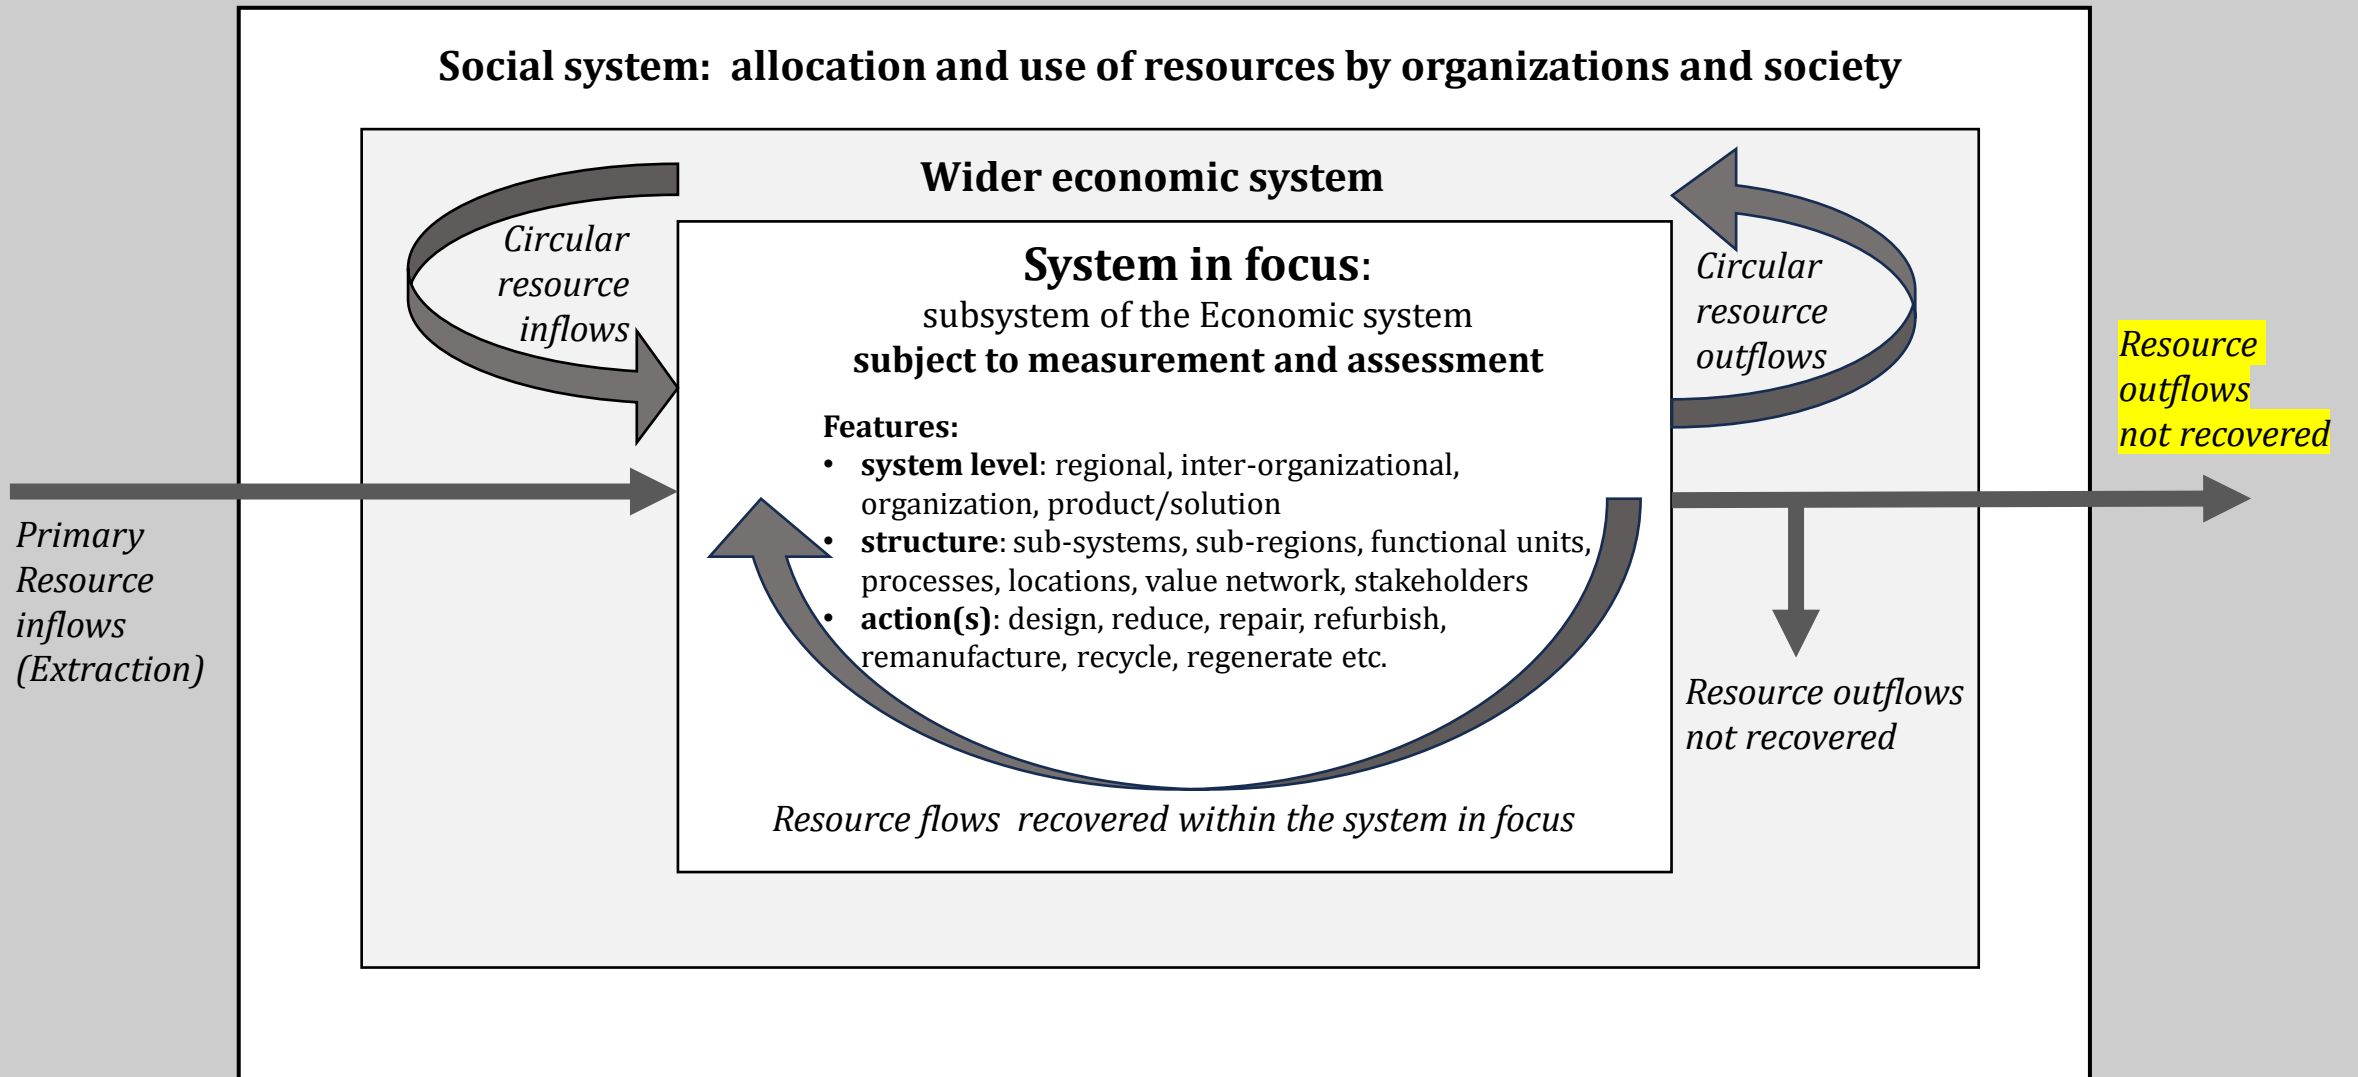 Social system:  allocation and use of resources by organizations and society
Wider economic system
Circular
resource
inflows
System in focus:
subsystem of the Economic system
subject to measurement and assessment
Features:
• system level: regional, inter-organizational,
organization, product/solution
• structure: sub-systems, sub-regions, functional units,
processes, locations, value network, stakeholders
• action(s): design, reduce, repair, refurbish,
remanufacture, recycle, regenerate etc.
Resource flows  recovered within the system in focus
Circular
resource
outflows
Resource
outflows
not recovered
Primary
Resource
inflows
(Extraction)
Resource outflows
not recovered